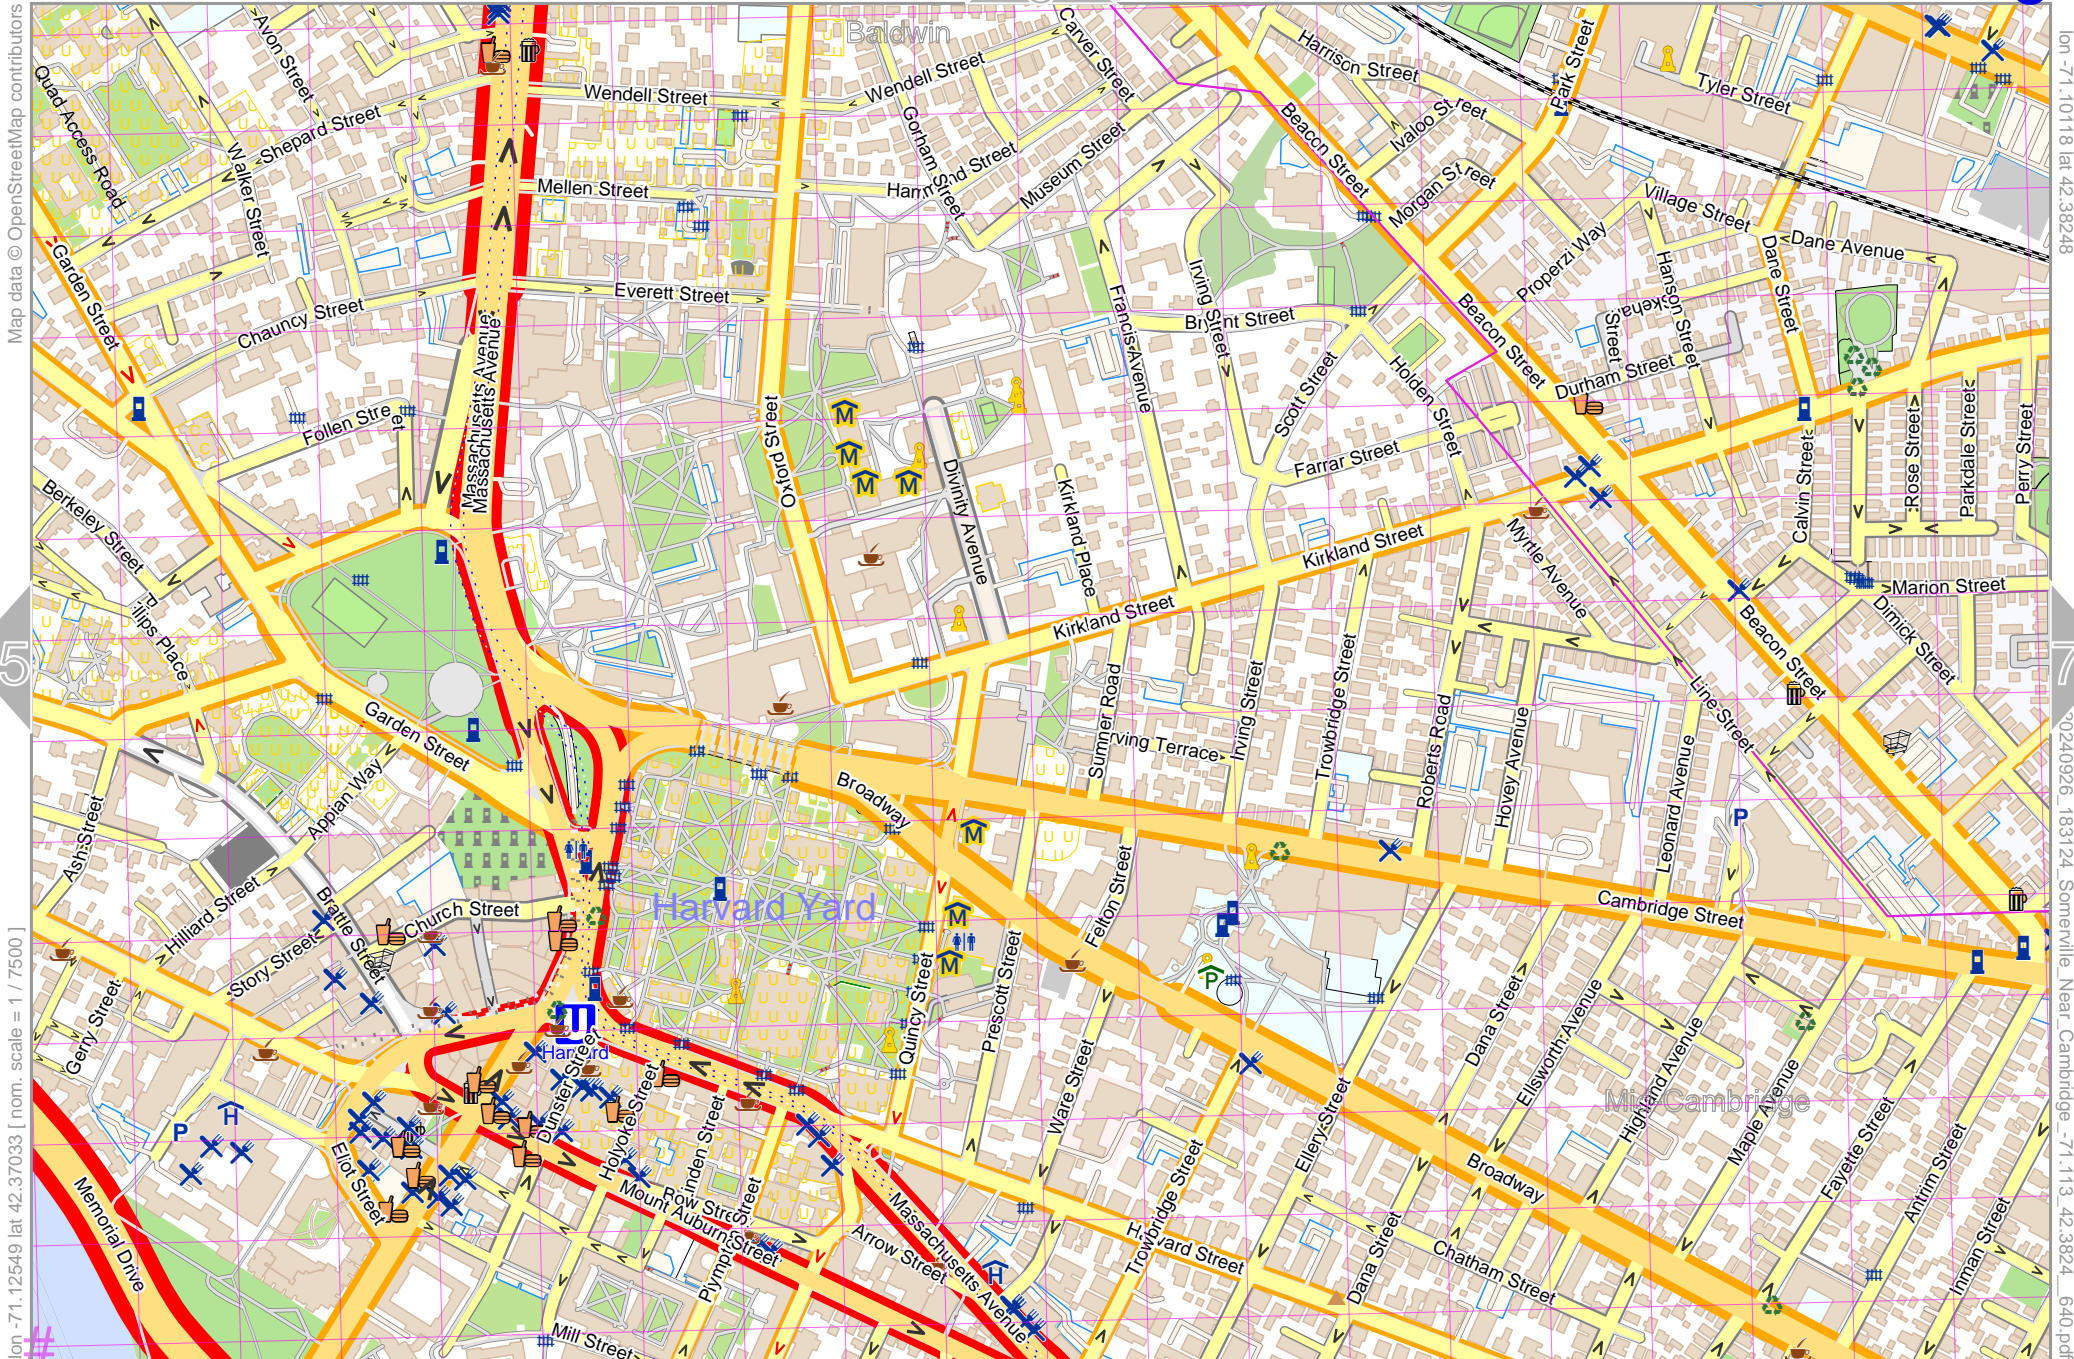 Map data © OpenStreetMap contributors
lon -71.12549 lat 42.37033 [ nom. scale = 1 / 7500 ]
lon -71.10118 lat 42.38248
20240926_183124_Somerville_Near_Cambridge_-71.113_42.3824_ 640.pdf
5
7
#
Baldwin
Avon Street
Carver Street
Harrison Street
Park Street
Tyler Street
Quad Access Road
Shepard Street
Wendell Street
Wendell Street
Gorham Street
Beacon Street
Ivaloo Street
Walker Street
Mellen Street
Hammond Street
Museum Street
Morgan Street
Village Street
Properzi Way
Dane Avenue
Garden Street
Chauncy Street
Everett Street
Francis Avenue
Irving Street
Bryant Street
Beacon Street
Hanson Street
Dane Street
Durham Street
Massachusetts Avenue
Massachusetts Avenue
Follen Street
Oxford Street
Scott Street
Holden Street
Farrar Street
Calvin Street
Rose Street
Parkdale Street
Perry Street
Berkeley Street
Divinity Avenue
Kirkland Place
Kirkland Street
Kirkland Street
Myrtle Avenue
Marion Street
Dimick Street
Beacon Street
Phillips Place
Garden Street
Appian Way
Summer Road
Irving Terrace
Irving Street
Trowbridge Street
Roberts Road
Hovey Avenue
Line Street
Leonard Avenue
Broadway
Ash Street
Hilliard Street
Brattle Street
Church Street
Story Street
Harvard Yard
Felton Street
Cambridge Street
P
M
M
M
M
M
M
M
P
Gerry Street
Harvard
Quincy Street
Prescott Street
Ware Street
Ellery Street
Dana Street
Ellsworth Avenue
Highland Avenue
Mid Cambridge
Maple Avenue
Fayette Street
Antrim Street
Inman Street
H
P
Eliot Street
Dunster Street
Holyoke Street
Linden Street
Mount Auburn Street
Row Street
Plympton Street
Memorial Drive
Arrow Street
Massachusetts Avenue
H
Harvard Street
Trowbridge Street
Dana Street
Chatham Street
Broadway
Mill Street